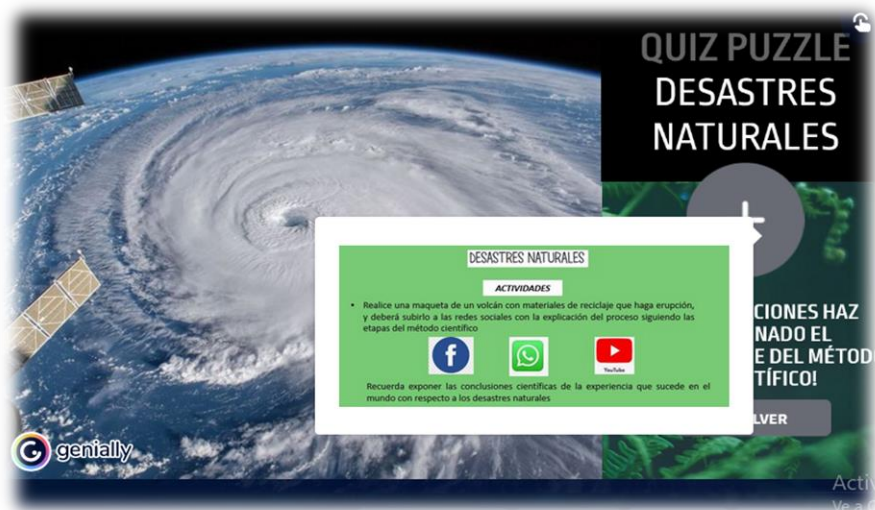 QUIZ PUZZLE
DESASTRES
NATURALES
DESASTRES NATURALES
ACTIVIDADES
• Realice una maqueta de un volcán con materiales de reciclaje que haga erupción,
y deberá subirlo a las redes sociales con la explicación del proceso siguiendo las
etapas del método científico
YouTube
Recuerda exponer las conclusiones científicas de la experiencia que sucede en el
mundo con respecto a los desastres naturales
CIONES HAZ
NADO EL
E DEL MÉTOD
TÍFICO!
LVER
genially
Activ